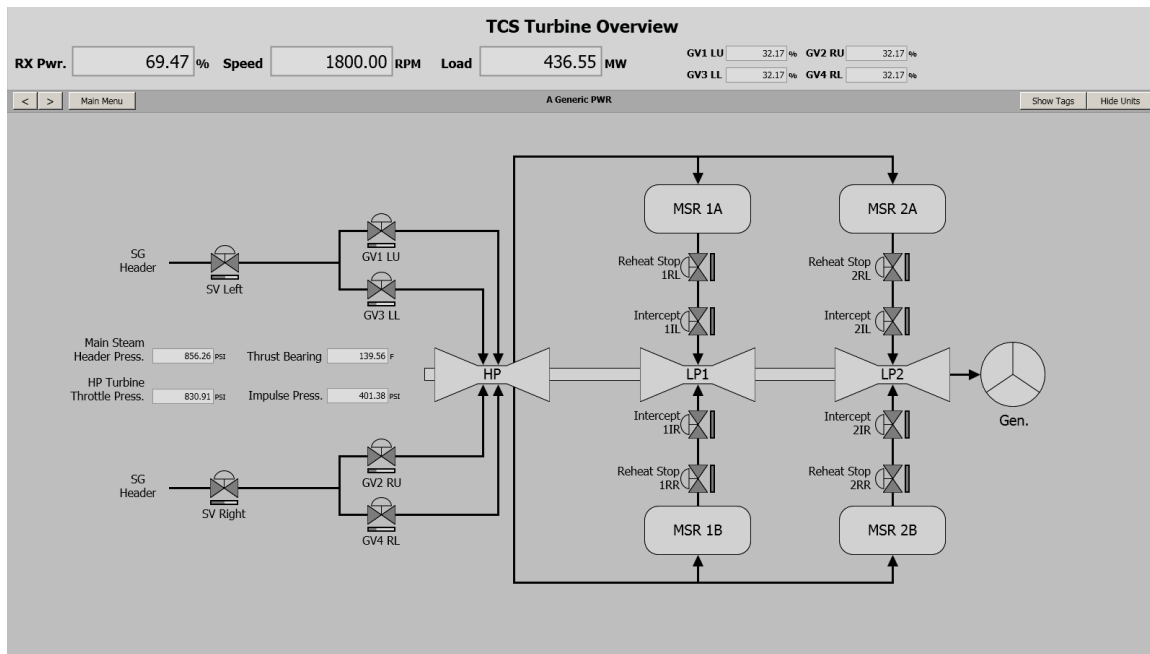 TCS Turbine Overview
RX Pwr. 69.47 % Speed 1800.00 RPM Load 436.55 MW
GV1 LU 32.17 % GV2 RU 32.17 %
GV3 LL 32.17 % GV4 RL 32.17 %
< > Main Menu A Generic PWR Show Tags Hide Units
MSR 1A MSR 2A
SG
Header
SV Left
GV1 LU
GV3 LL
Reheat Stop
1RL
Reheat Stop
2RL
Intercept
1IL
Intercept
2IL
Main Steam
Header Press. 856.26 PSI Thrust Bearing 139.56 F
HP Turbine
Throttle Press. 830.91 PSI Impulse Press. 401.38 PSI
HP LP1 LP2
Gen.
Intercept
1IR
Intercept
2IR
SG
Header
SV Right
GV2 RU
GV4 RL
Reheat Stop
1RR
Reheat Stop
2RR
MSR 1B MSR 2B